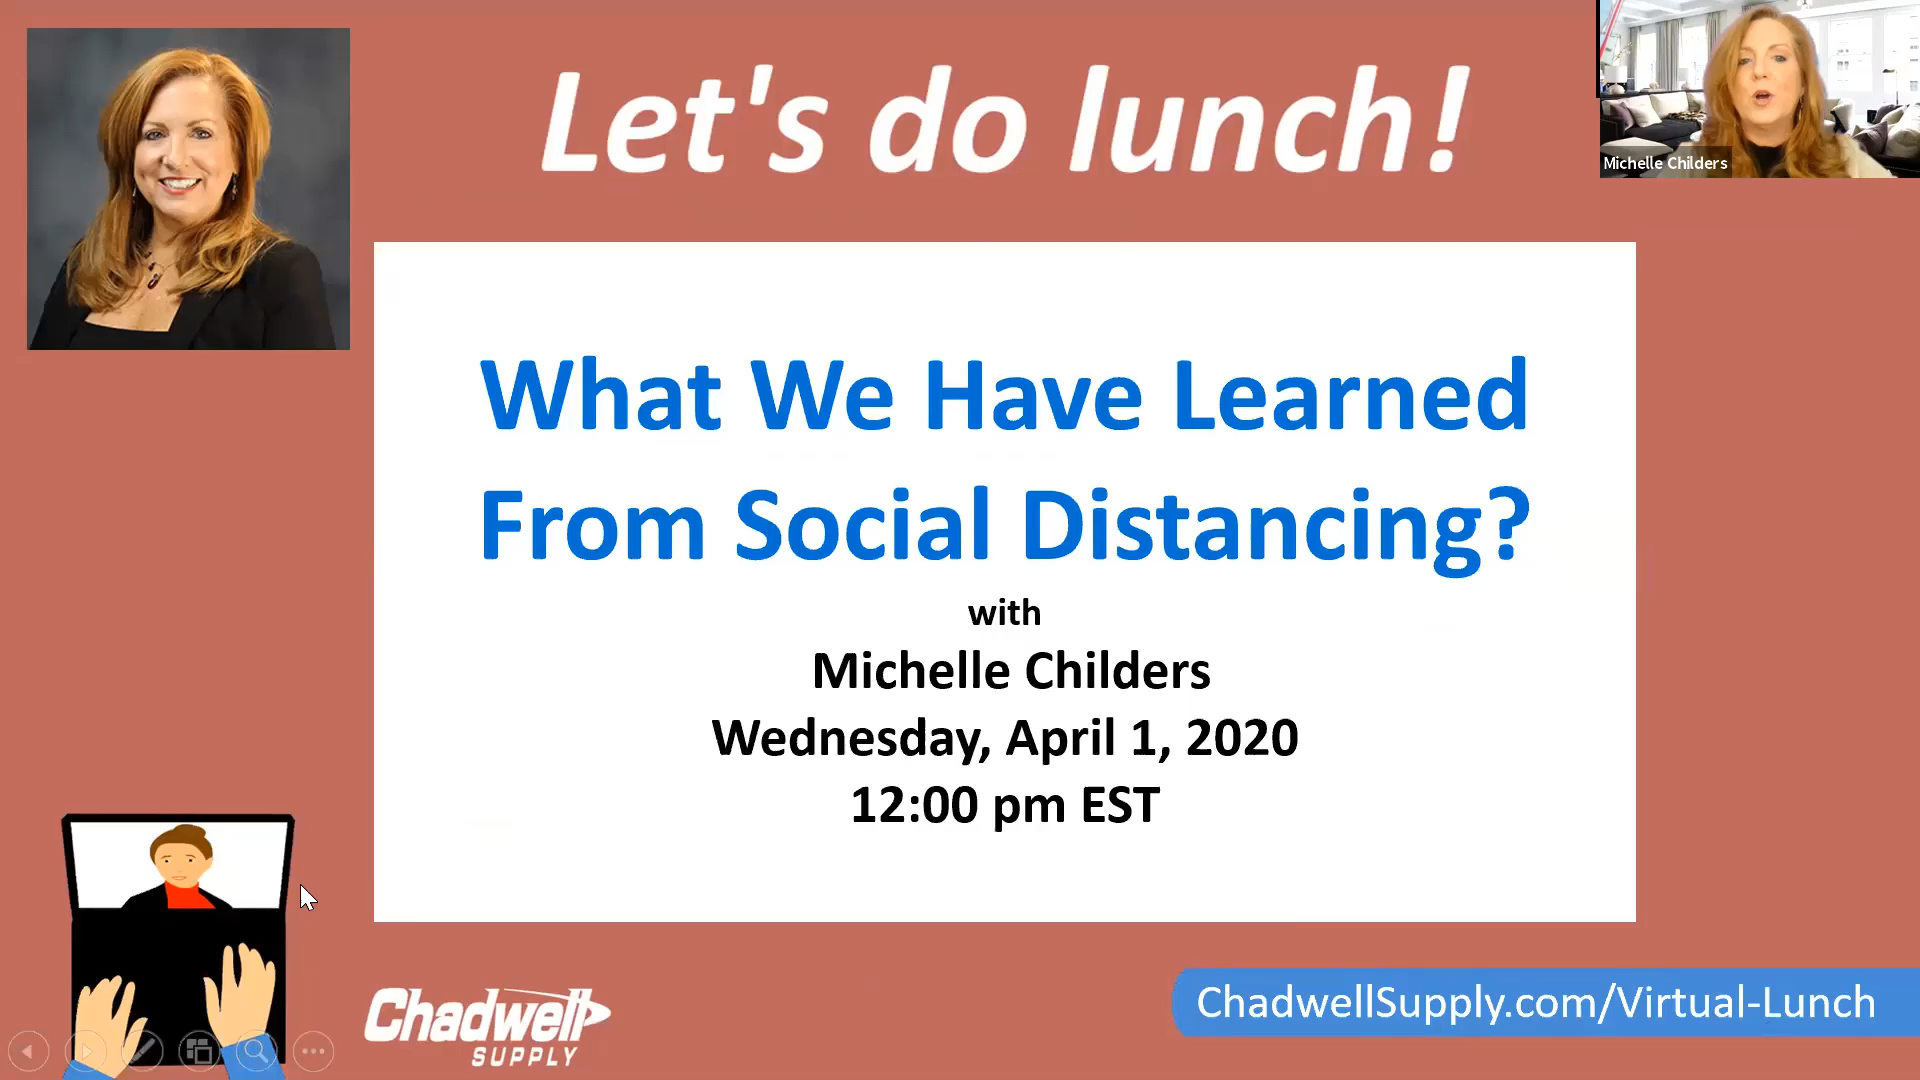 Let's do lunch!
Michelle Childers
What We Have Learned
From Social Distancing?
with
Michelle Childers
Wednesday, April 1, 2020
12:00 pm EST
Chadwell
SUPPLY
ChadwellSupply.com/Virtual-Lunch